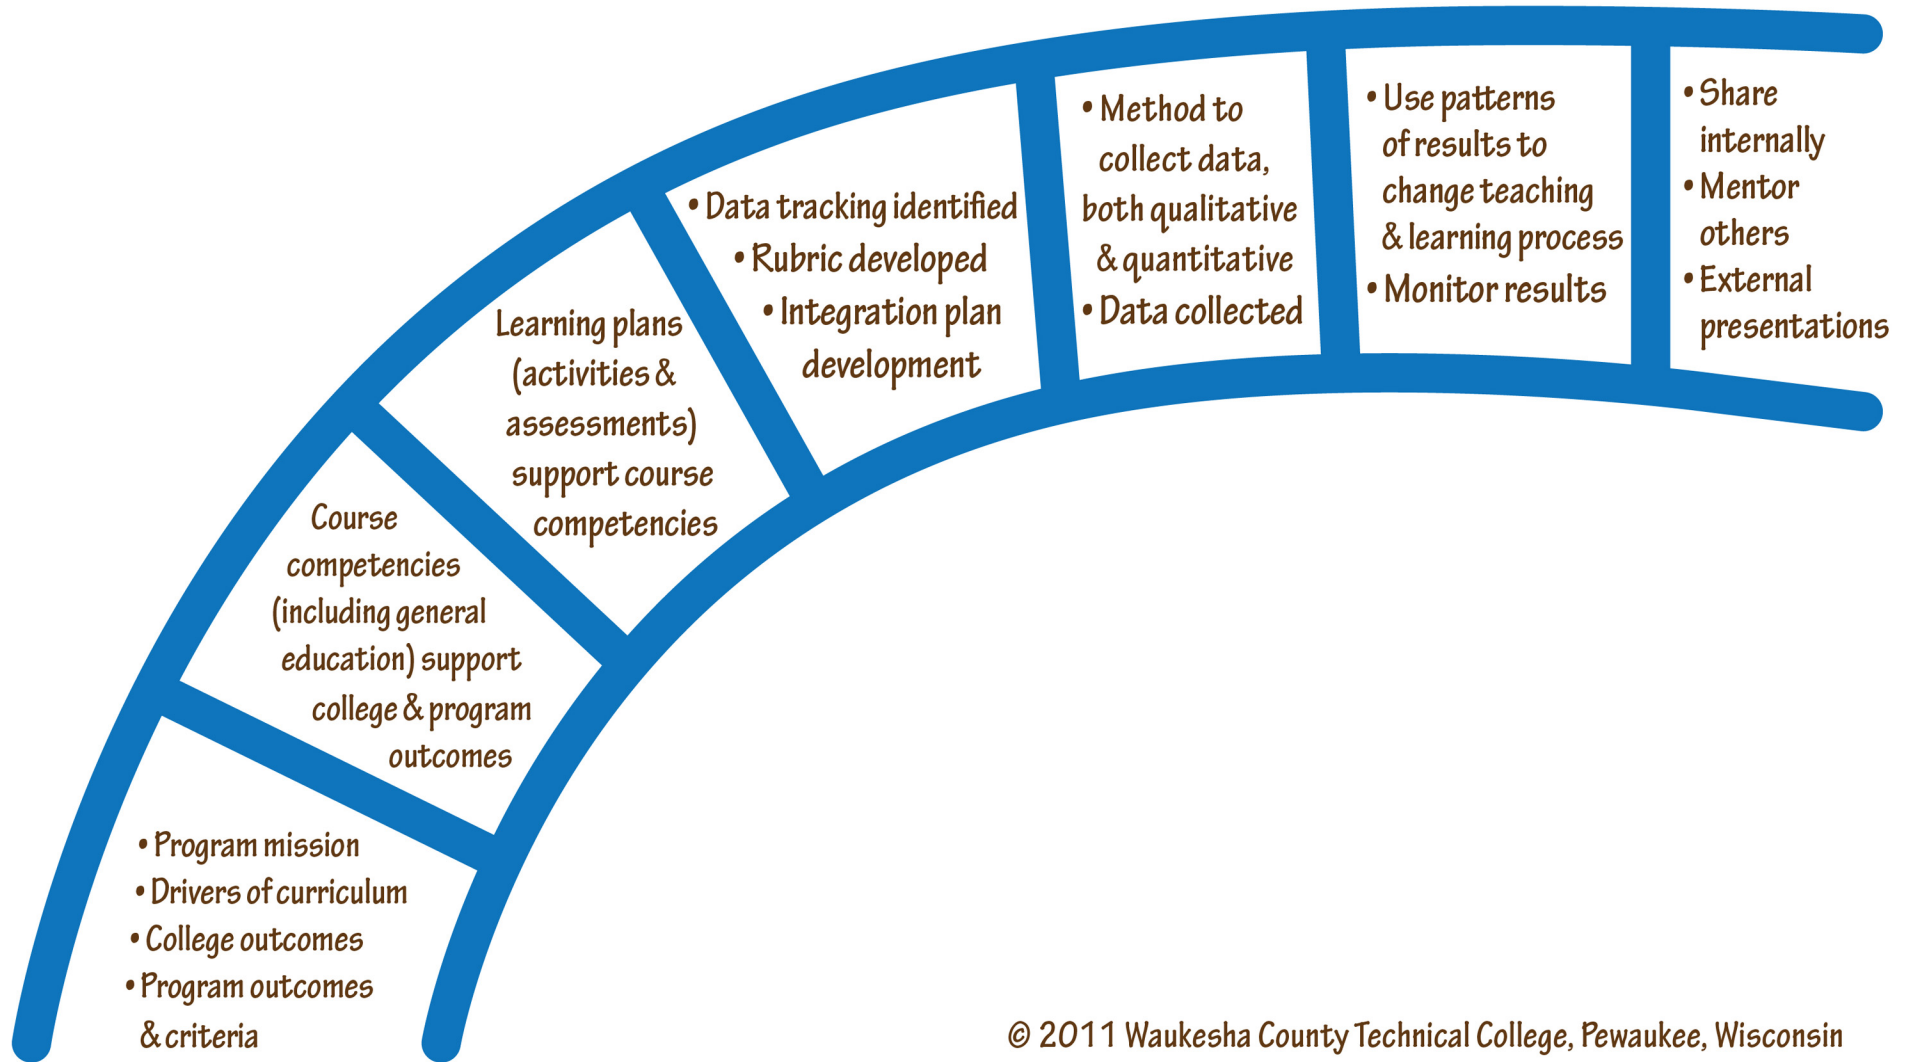 • Program mission
• Drivers of curriculum
• College outcomes
• Program outcomes
& criteria
Course
competencies
(including general
education) support
college & program
outcomes
Learning plans
(activities &
assessments)
support course
competencies
• Data tracking identified
• Rubric developed
• Integration plan
development
• Method to
collect data,
both qualitative
& quantitative
• Data collected
• Use patterns
of results to
change teaching
& learning process
• Monitor results
• Share
internally
• Mentor
others
• External
presentations
© 2011 Waukesha County Technical College, Pewaukee, Wisconsin